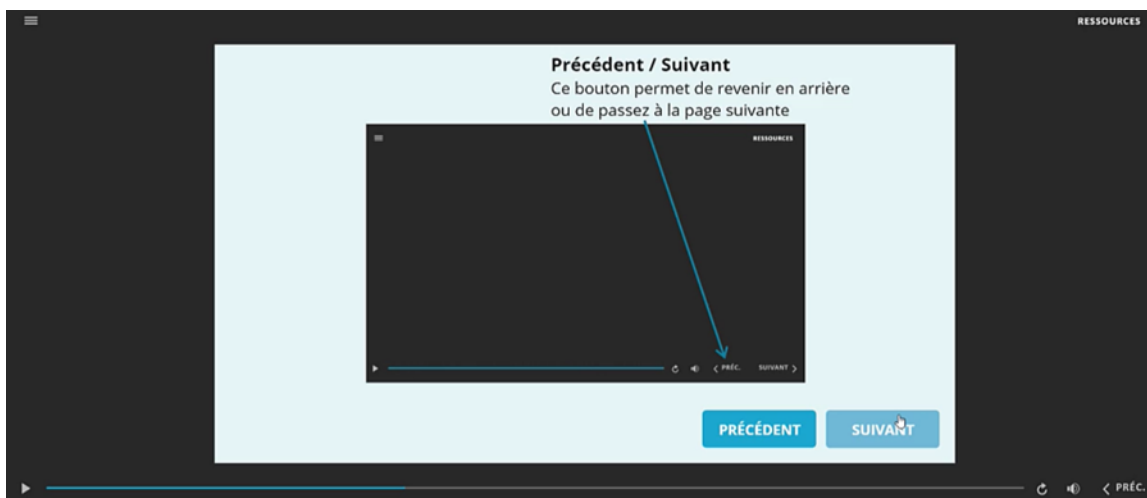 RESSOURCES
Précédent / Suivant
Ce bouton permet de revenir en arrière
ou de passez à la page suivante
RESSOURCES
PRÉC.
SUIVANT
PRÉCÉDENT
SUIVANT
PRÉC.